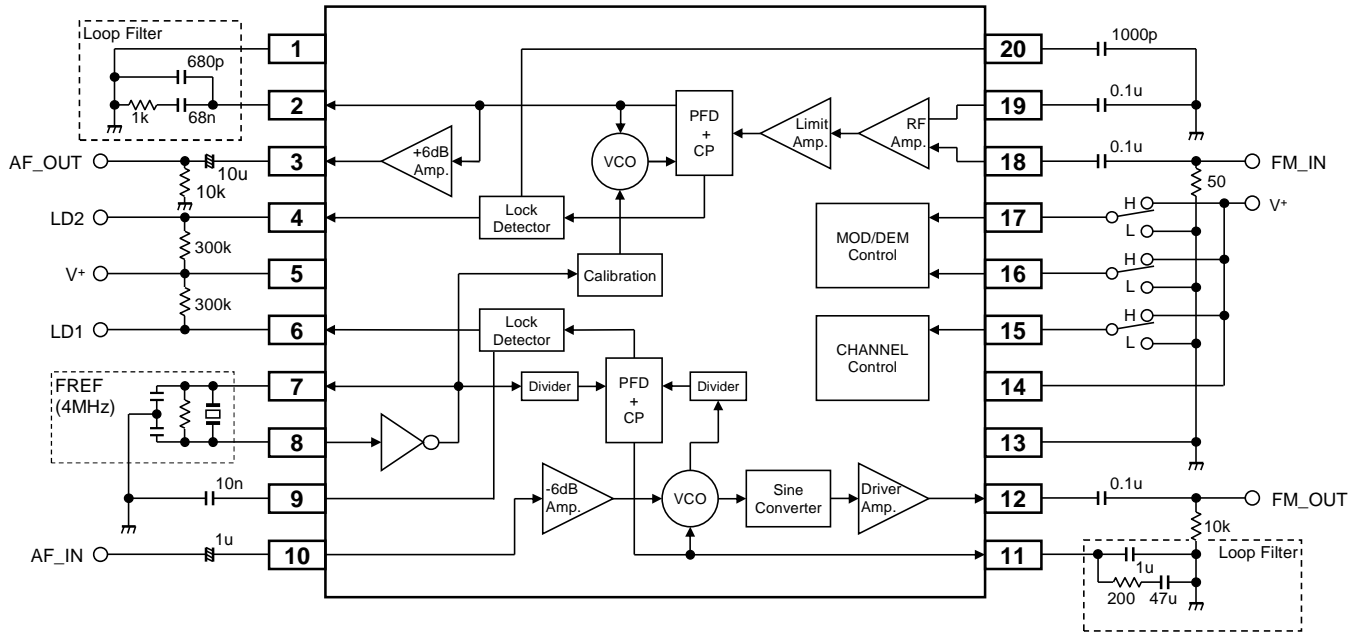 Loop Filter
680p
1k
68n
AF_OUT
10u
10k
LD2
300k
V+
300k
LD1
FREF
(4MHz)
10n
AF_IN
1u
1
2
3
4
5
6
7
8
9
10
+6dB
Amp.
VCO
PFD
+
CP
Limit
Amp.
RF
Amp.
Lock
Detector
Calibration
MOD/DEM
Control
Lock
Detector
CHANNEL
Control
Divider
PFD
+
CP
Divider
-6dB
Amp.
VCO
Sine
Converter
Driver
Amp.
20
19
18
17
16
15
14
13
12
11
1000p
0.1u
0.1u
FM_IN
50
H
L
V+
H
L
H
L
0.1u
FM_OUT
10k
Loop Filter
1u
200
47u